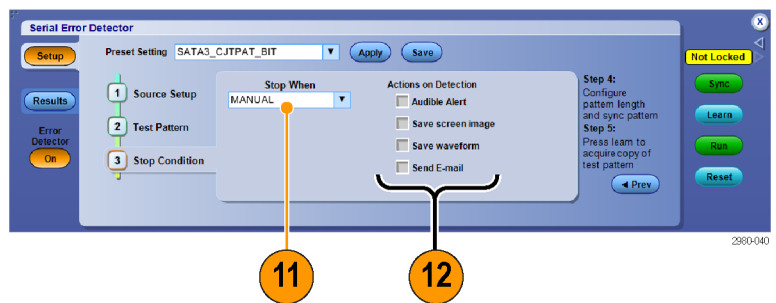 Serial Error Detector
X
Setup
Preset Setting
SATA3_CJTPAT_BIT
Apply
Save
Not Locked
Results
Error
Detector
On
1 Source Setup
2 Test Pattern
3 Stop Condition
Stop When
MANUAL
Actions on Detection
Audible Alert
Save screen image
Save waveform
Send E-mail
Step 4:
Configure
pattern length
and sync pattern
Step 5:
Press learn to
acquire copy of
test pattern
Prev
Sync
Learn
Run
Reset
2980-040
11
12